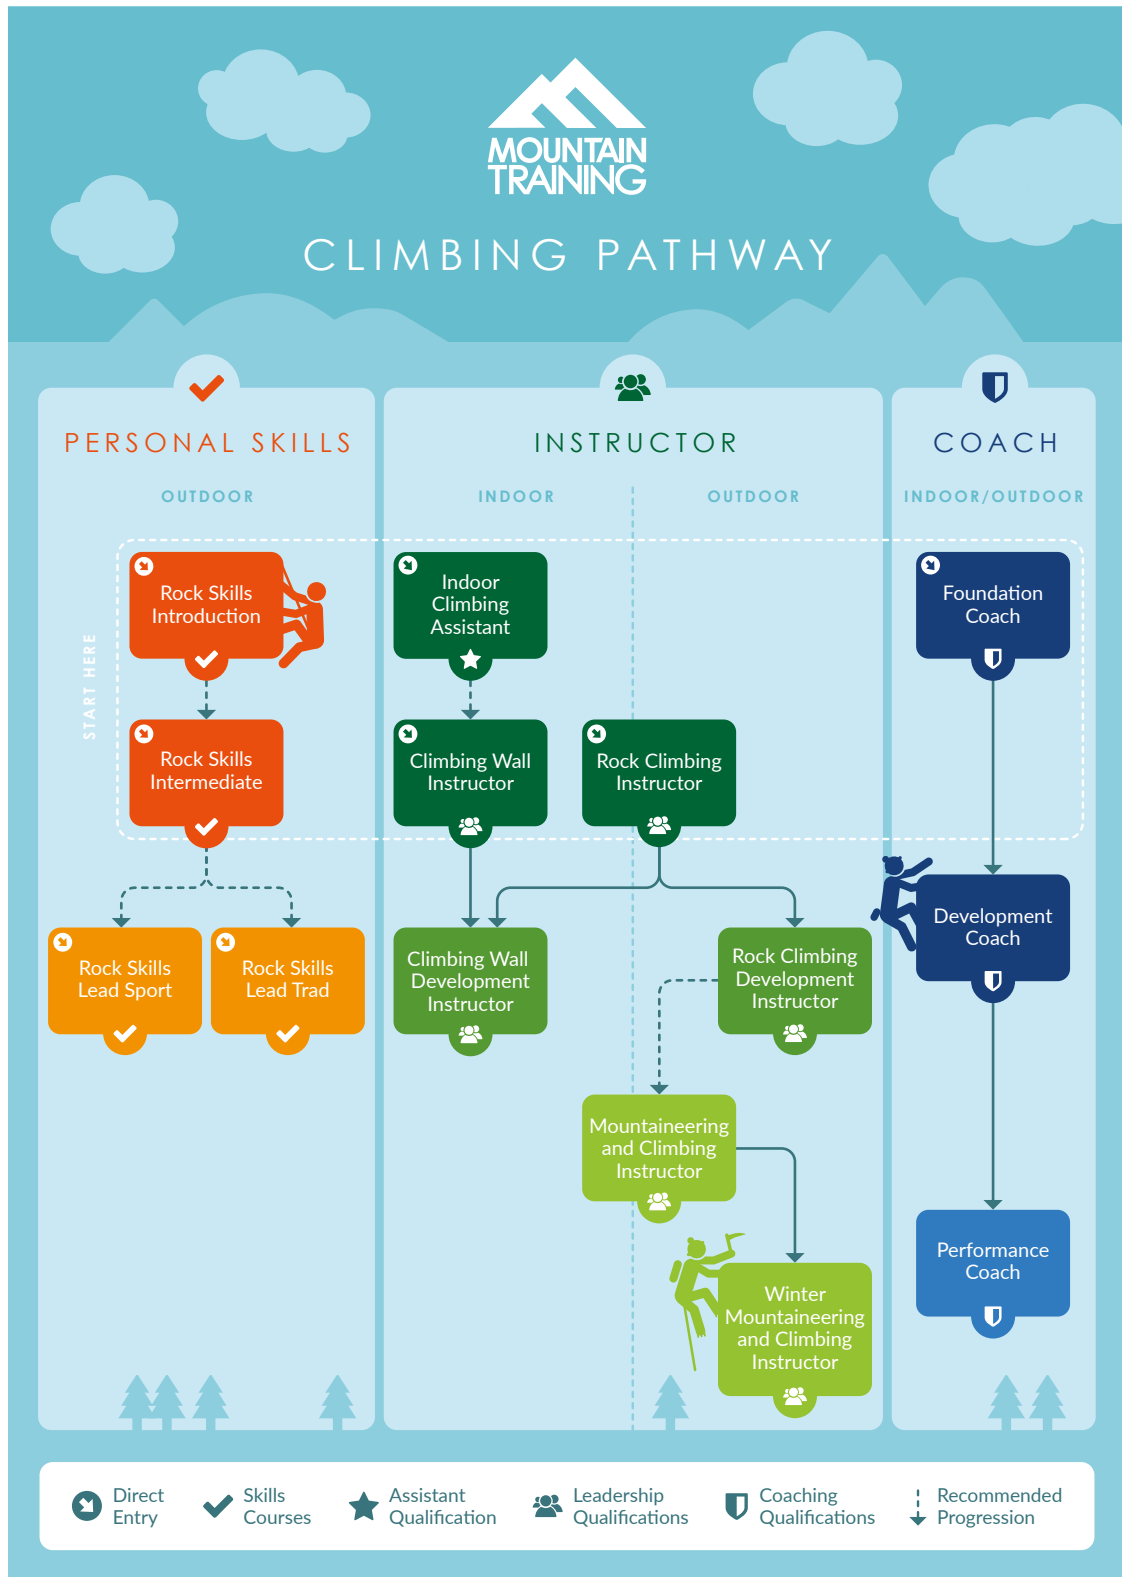 MOUNTAIN
TRAINING
CLIMBING PATHWAY
PERSONAL SKILLS
OUTDOOR
START HERE
Rock Skills
Introduction
Rock Skills
Intermediate
Rock Skills
Lead Sport
Rock Skills
Lead Trad
INSTRUCTOR
INDOOR
OUTDOOR
Indoor
Climbing
Assistant
Climbing Wall
Instructor
Rock Climbing
Instructor
Climbing Wall
Development
Instructor
Rock Climbing
Development
Instructor
Mountaineering
and Climbing
Instructor
Winter
Mountaineering
and Climbing
Instructor
COACH
INDOOR/OUTDOOR
Foundation
Coach
Development
Coach
Performance
Coach
Direct
Entry
Skills
Courses
Assistant
Qualification
Leadership
Qualifications
Coaching
Qualifications
Recommended
Progression